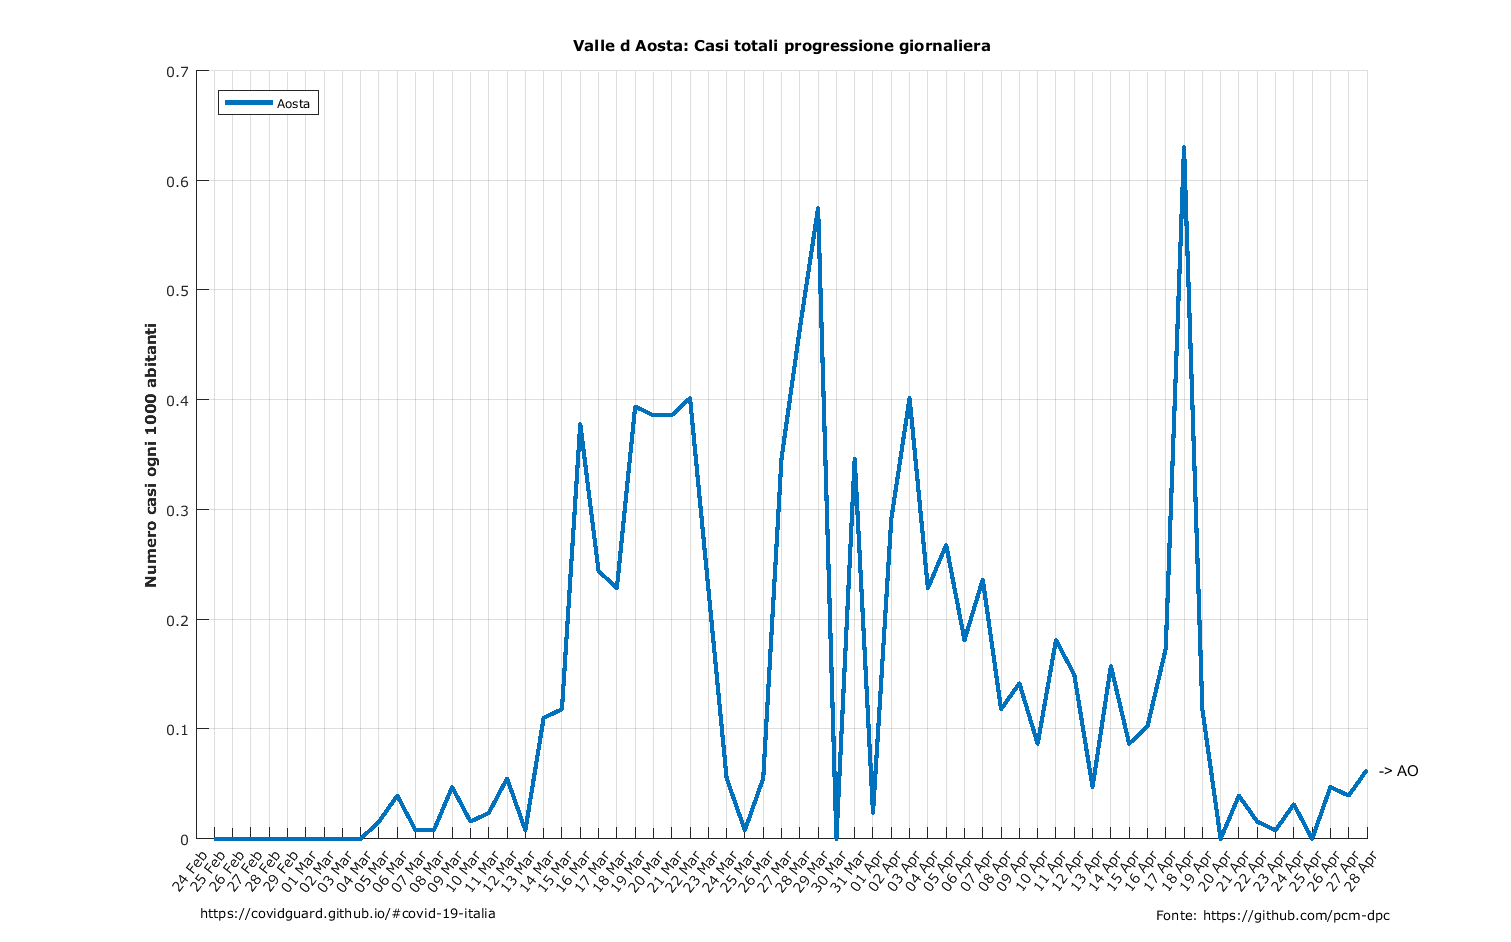 Valle d Aosta: Casi totali progressione giornaliera
Aosta
0.7
0.6
0.5
0.4
0.3
0.2
0.1
0
Numero casi ogni 1000 abitanti
-> AO
24 Feb
25 Feb
26 Feb
27 Feb
28 Feb
29 Feb
01 Mar
02 Mar
03 Mar
04 Mar
05 Mar
06 Mar
07 Mar
08 Mar
09 Mar
10 Mar
11 Mar
12 Mar
13 Mar
14 Mar
15 Mar
16 Mar
17 Mar
18 Mar
19 Mar
20 Mar
21 Mar
22 Mar
23 Mar
24 Mar
25 Mar
26 Mar
27 Mar
28 Mar
29 Mar
30 Mar
31 Mar
01 Apr
02 Apr
03 Apr
04 Apr
05 Apr
06 Apr
07 Apr
08 Apr
09 Apr
10 Apr
11 Apr
12 Apr
13 Apr
14 Apr
15 Apr
16 Apr
17 Apr
18 Apr
19 Apr
20 Apr
21 Apr
22 Apr
23 Apr
24 Apr
25 Apr
26 Apr
27 Apr
28 Apr
https://covidguard.github.io/#covid-19-italia
Fonte: https://github.com/pcm-dpc